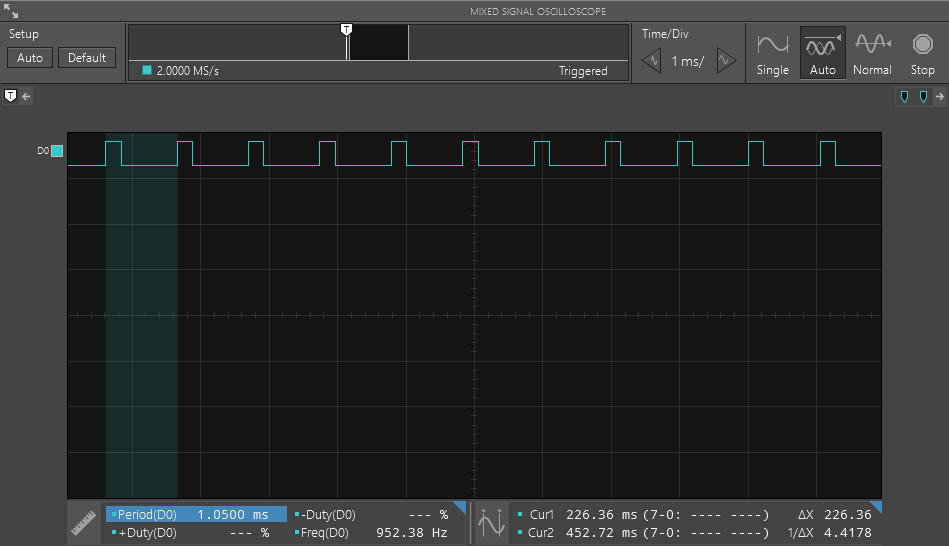 MIXED SIGNAL OSCILLOSCOPE
Setup
Auto
Default
T
2.0000 MS/s
Triggered
Time/Div
1 ms/
Single
Auto
Normal
Stop
T
D0
Period(D0) 1.0500 ms
-Duty(D0) --- %
+Duty(D0) --- %
Freq(D0) 952.38 Hz
Cur1 226.36 ms (7-0: ---- ----) ΔX 226.36
Cur2 452.72 ms (7-0: ---- ----) 1/ΔX 4.4178